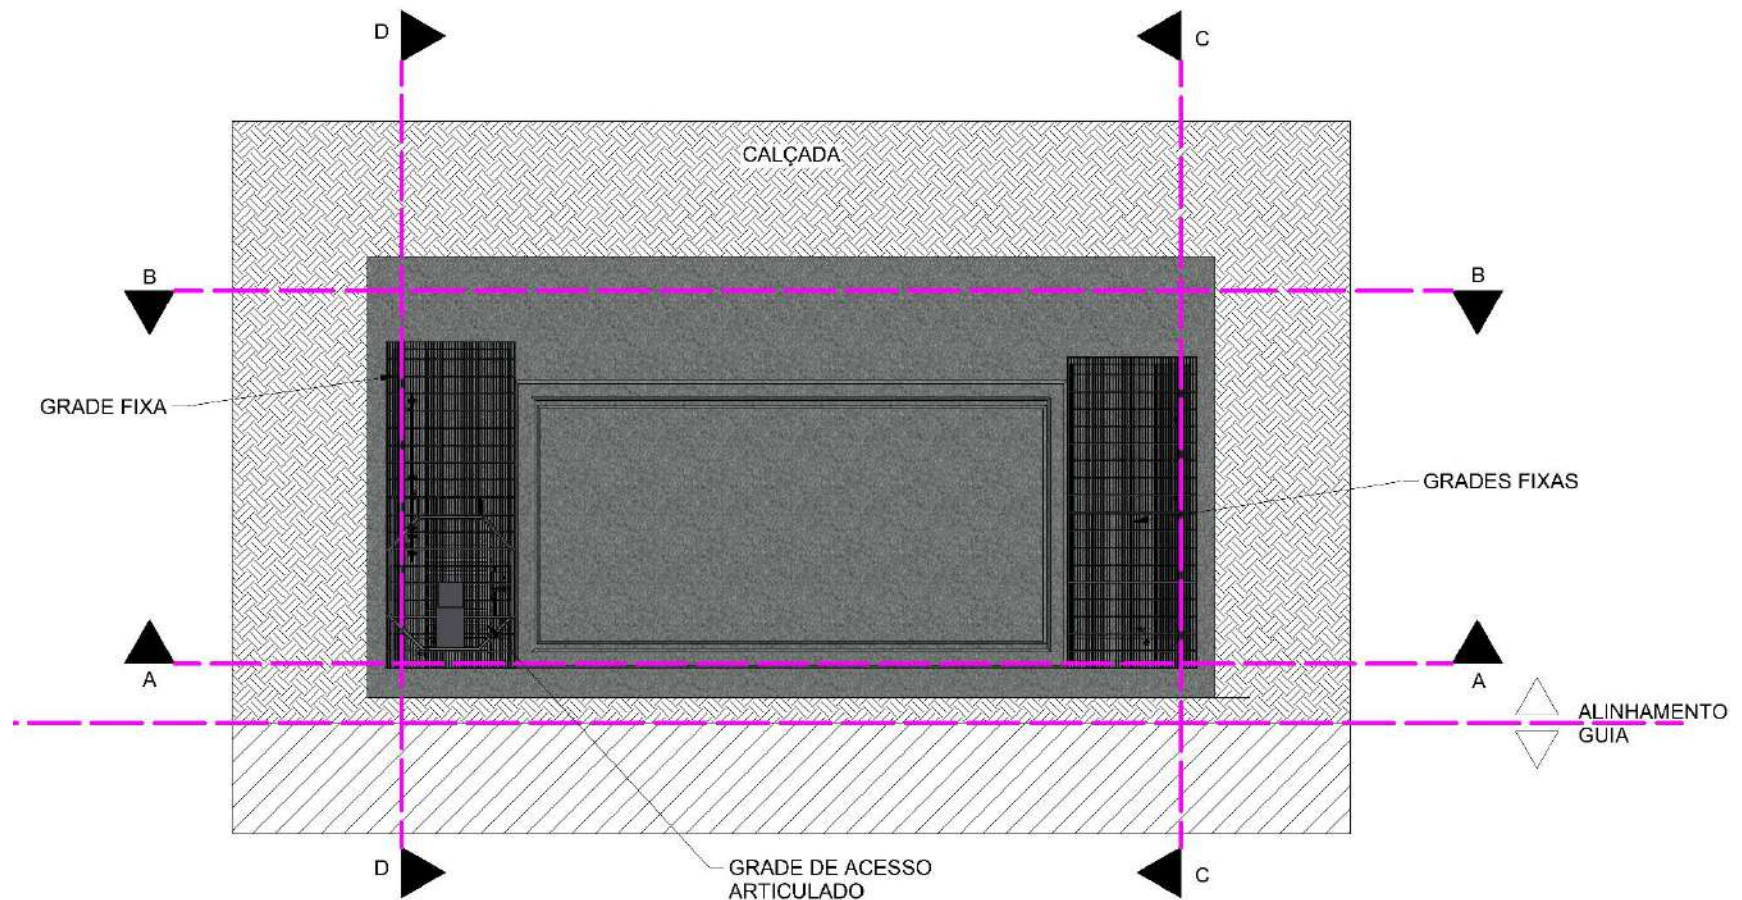 D
C
CALÇADA
B
B
GRADE FIXA
GRADES FIXAS
A
A
ALINHAMENTO
GUIA
D
C
GRADE DE ACESSO
ARTICULADO